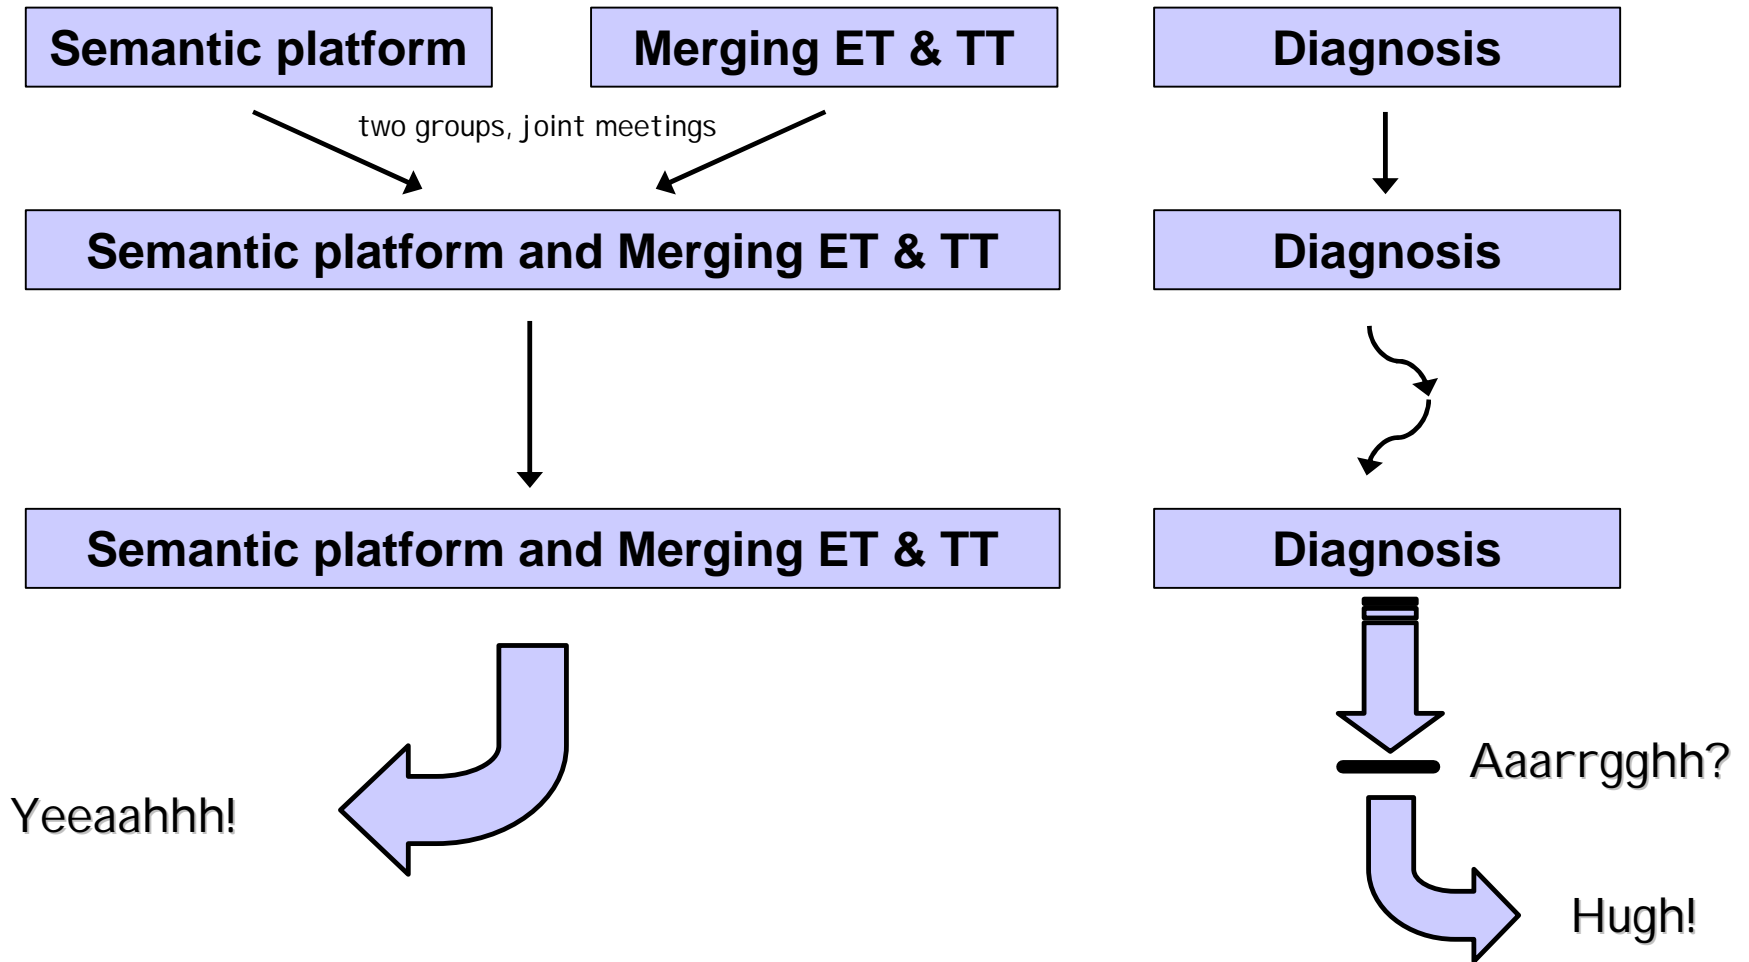 Semantic platform
Merging ET & TT
Diagnosis
two groups, joint meetings
Semantic platform and Merging ET & TT
Diagnosis
Semantic platform and Merging ET & TT
Diagnosis
Aaarrgghh?
Yeeaahhh!
Hugh!